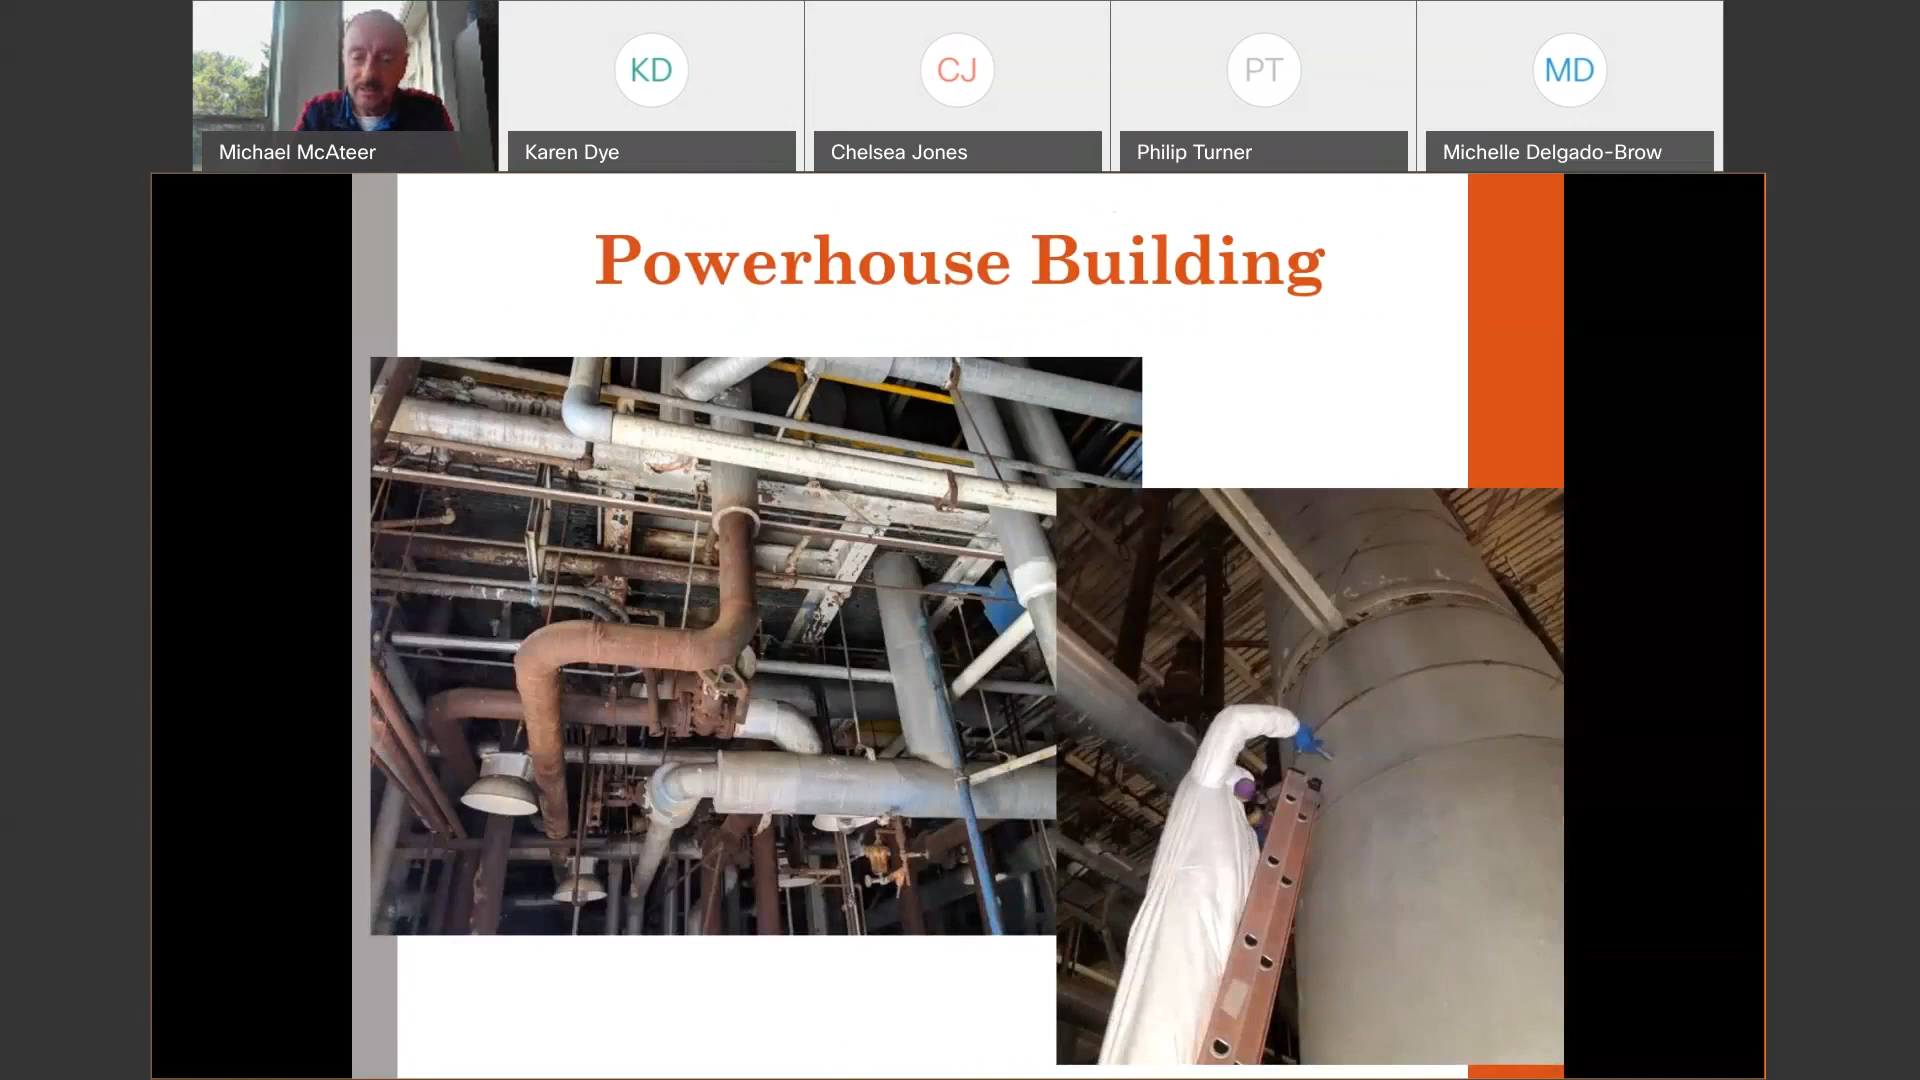 KD
CJ
PT
MD
Michael McAteer
Karen Dye
Chelsea Jones
Philip Turner
Michelle Delgado-Brow
Powerhouse Building